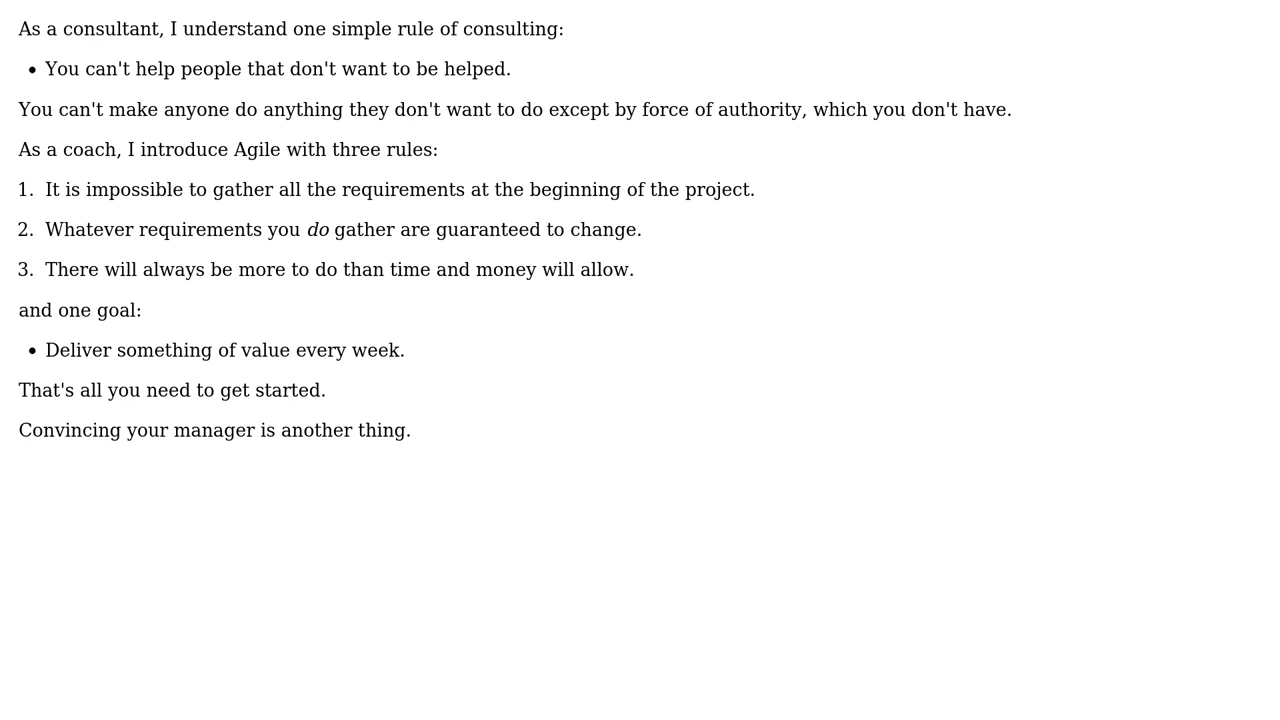 As a consultant, I understand one simple rule of consulting:
• You can't help people that don't want to be helped.
You can't make anyone do anything they don't want to do except by force of authority, which you don't have.
As a coach, I introduce Agile with three rules:
1. It is impossible to gather all the requirements at the beginning of the project.
2. Whatever requirements you do gather are guaranteed to change.
3. There will always be more to do than time and money will allow.
and one goal:
• Deliver something of value every week.
That's all you need to get started.
Convincing your manager is another thing.